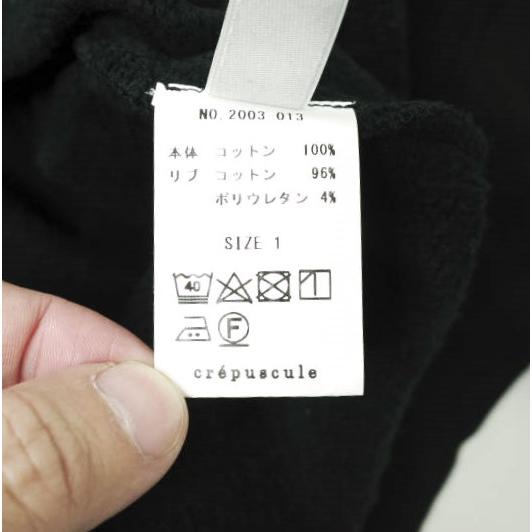 NO. 2003 013
本体 コットン 100%
リブ コットン 96%
ポリウレタン 4%
SIZE 1
40
F
crépuscule